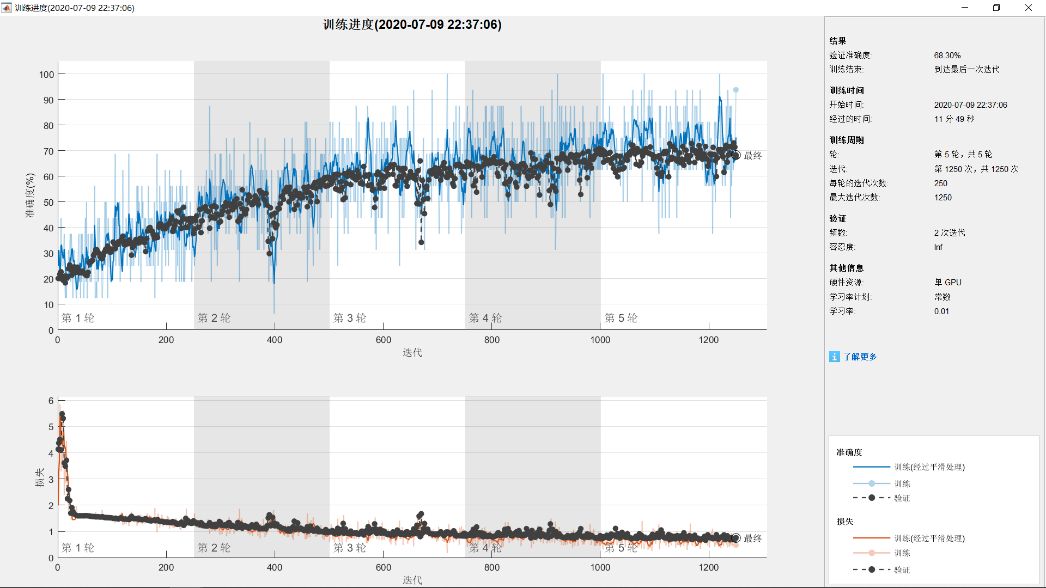 训练进度(2020-07-09 22:37:06)
训练进度(2020-07-09 22:37:06)
准确度(%)
100
90
80
70
60
50
40
30
20
10
0
第 1 轮
第 2 轮
第 3 轮
第 4 轮
第 5 轮
最终
0
200
400
600
800
1000
1200
迭代
损失
6
5
4
3
2
1
0
第 1 轮
第 2 轮
第 3 轮
第 4 轮
第 5 轮
最终
0
200
400
600
800
1000
1200
迭代
结果
验证准确度: 68.30%
训练结束: 到达最后一次迭代
训练时间
开始时间: 2020-07-09 22:37:06
经过的时间: 11 分 49 秒
训练周期
轮: 第 5 轮，共 5 轮
迭代: 第 1250 次，共 1250 次
每轮的迭代次数: 250
最大迭代次数: 1250
验证
频数: 2 次迭代
容忍度: Inf
其他信息
硬件资源: 单 GPU
学习率计划: 常数
学习率: 0.01
i 了解更多
准确度
训练(经过平滑处理)
训练
验证
损失
训练(经过平滑处理)
训练
验证